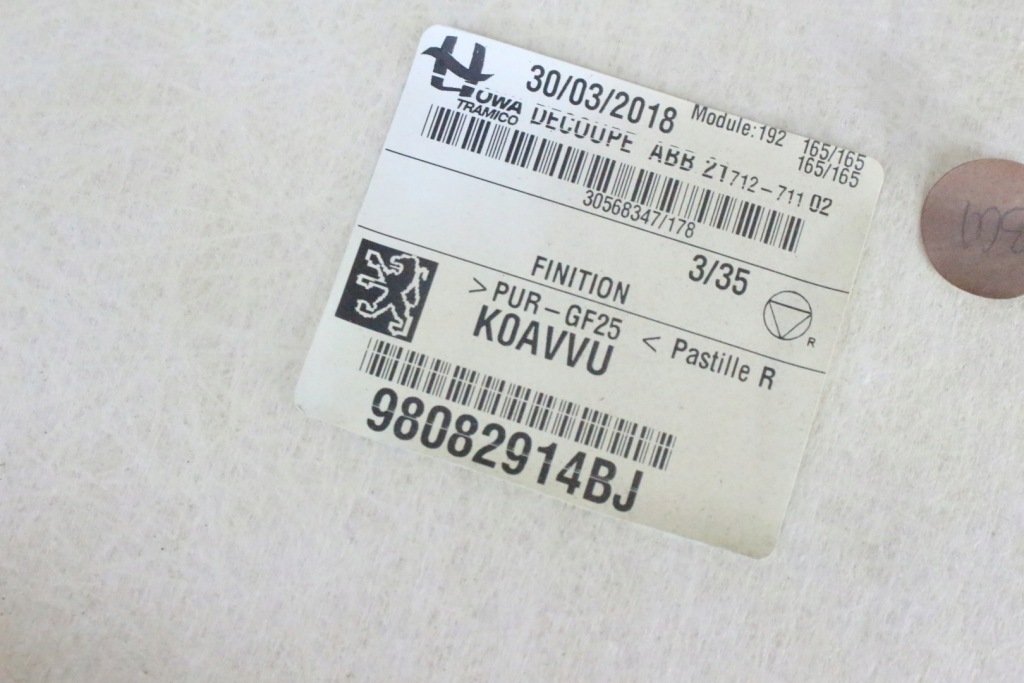 HOWA
TRAMICO
30/03/2018 Module:192 165/165
165/165
DECOUPE ABB 21712-711 02
30568347/178
FINITION 3/35
>PUR-GF25 < Pastille R
R
K0AVVU
98082914BJ